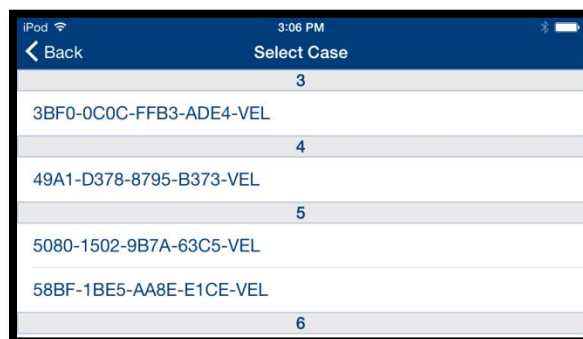 iPod 3:06 PM
Back Select Case
3
3BF0-0C0C-FFB3-ADE4-VEL
4
49A1-D378-8795-B373-VEL
5
5080-1502-9B7A-63C5-VEL
58BF-1BE5-AA8E-E1CE-VEL
6